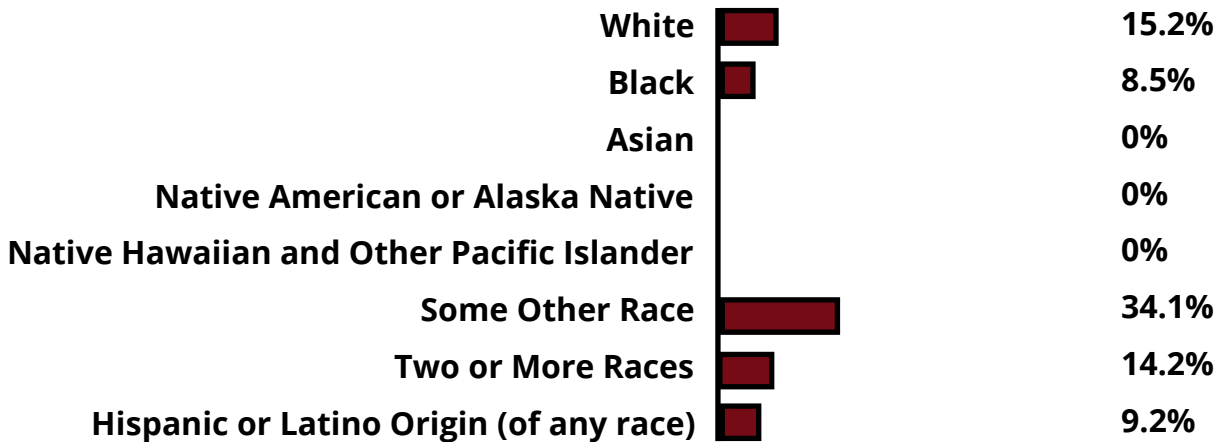 White 15.2%
Black 8.5%
Asian 0%
Native American or Alaska Native 0%
Native Hawaiian and Other Pacific Islander 0%
Some Other Race 34.1%
Two or More Races 14.2%
Hispanic or Latino Origin (of any race) 9.2%